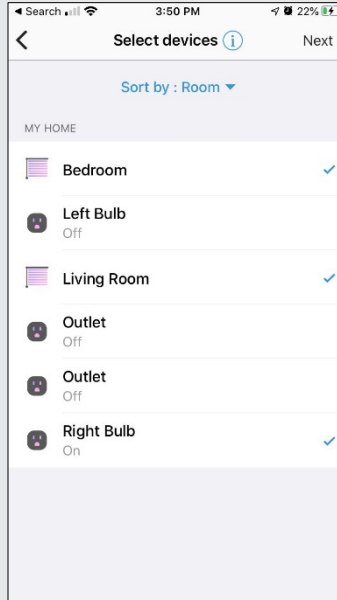 Search 3:50 PM 22%
Select devices Next
Sort by : Room
MY HOME
Bedroom
Left Bulb
Off
Living Room
Outlet
Off
Outlet
Off
Right Bulb
On